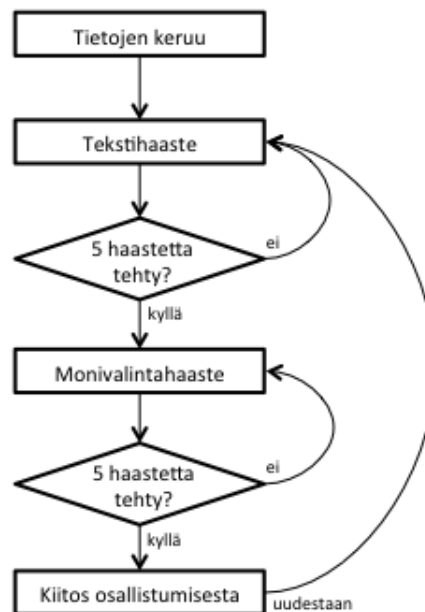 Tietojen keruu
Tekstihaaste
5 haastetta
tehty?
ei
kyllä
Monivalintahaaste
5 haastetta
tehty?
ei
kyllä
Kiitos osallistumisesta
uudestaan